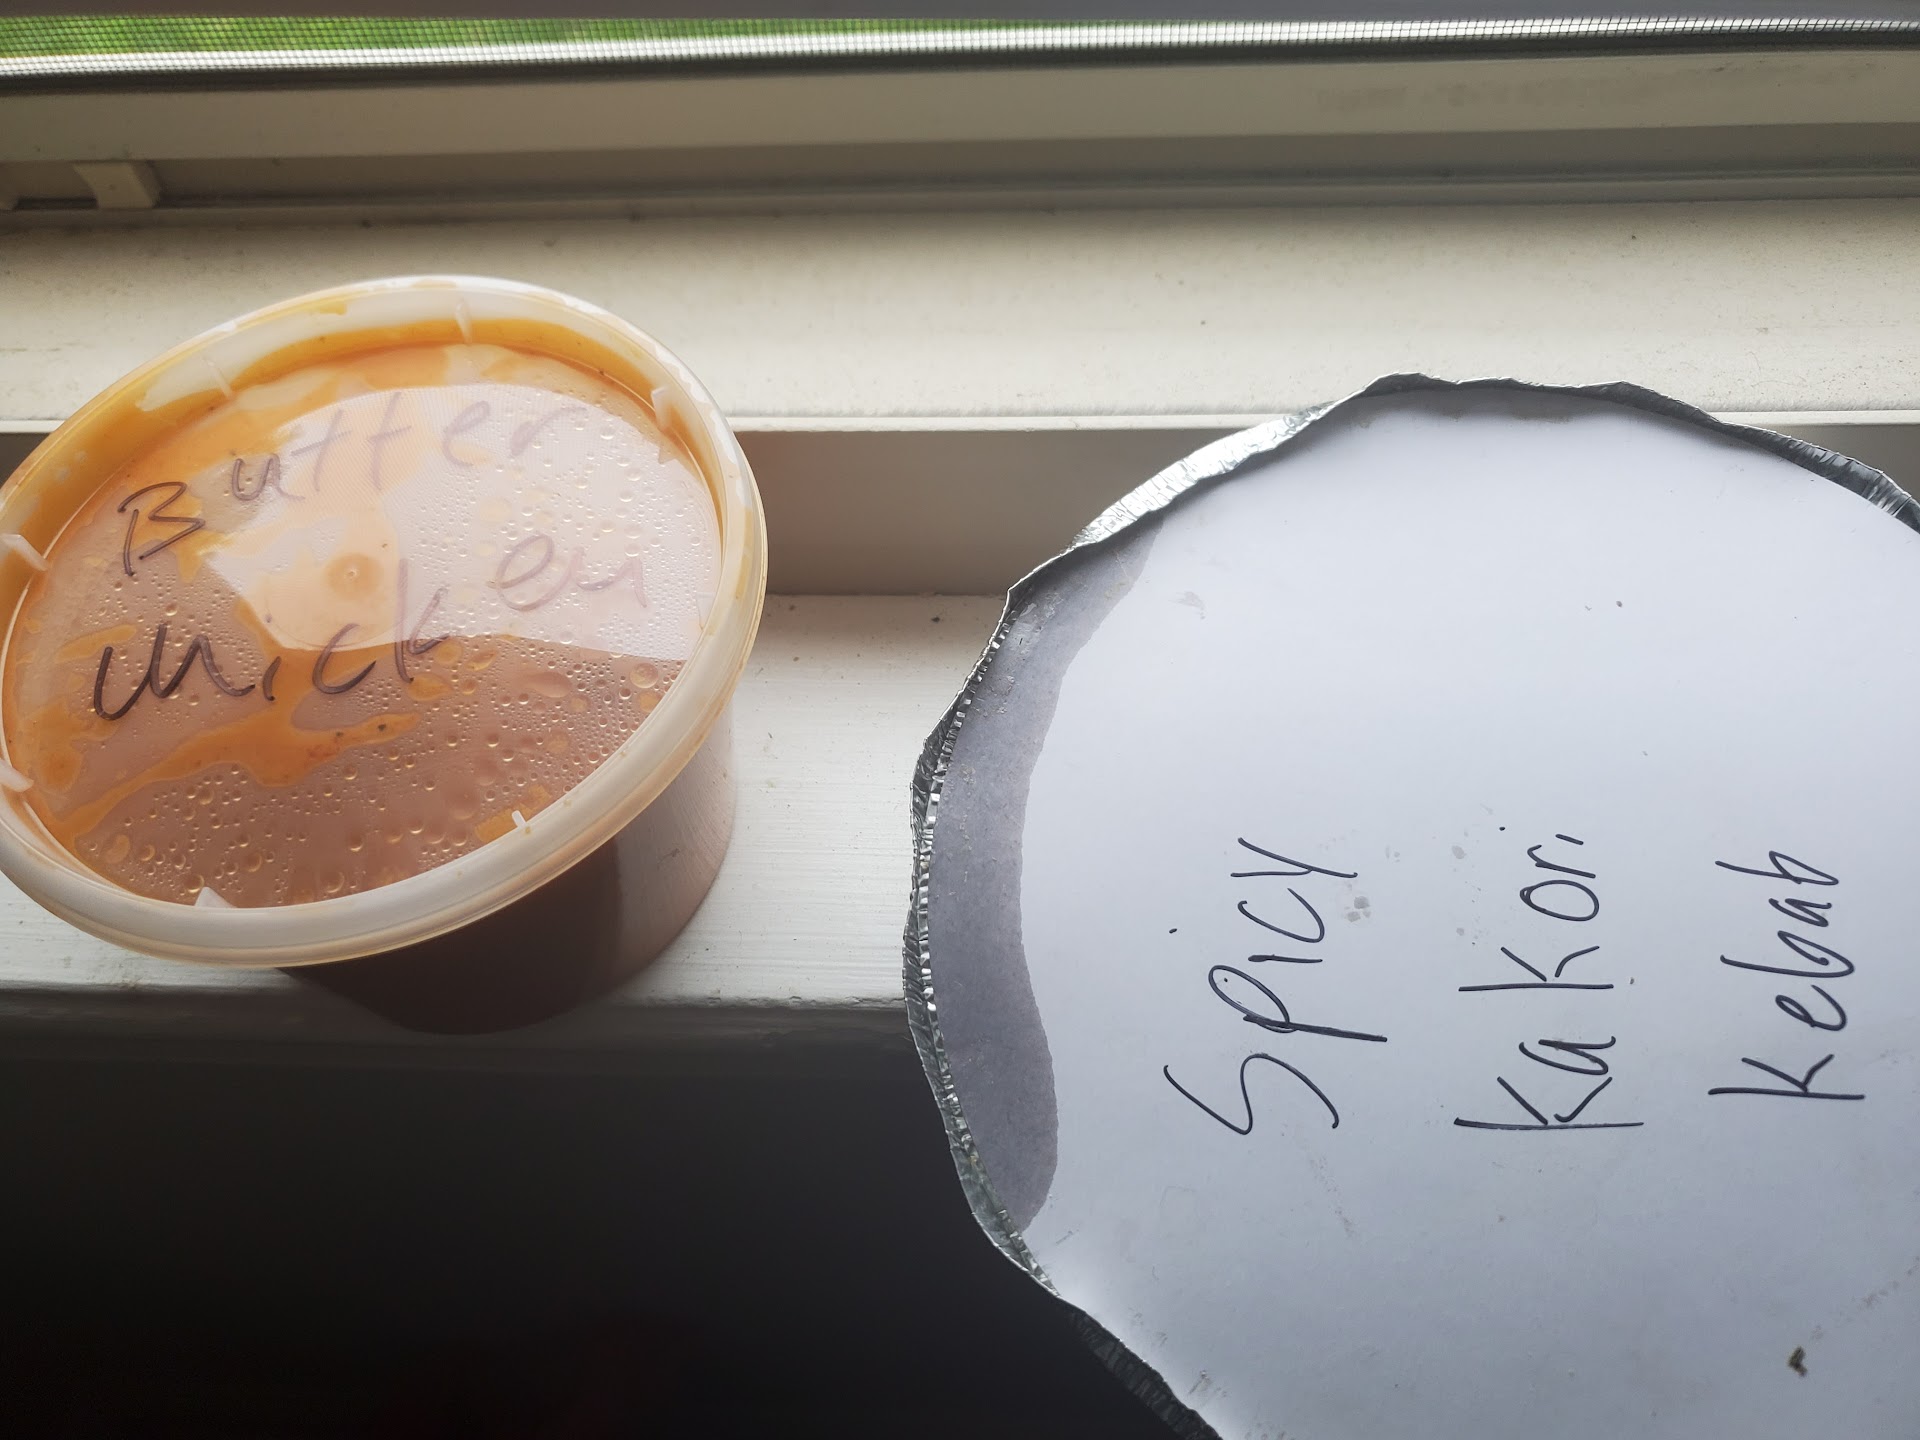 Butter
chicken
Spicy
Kakori
Kebab